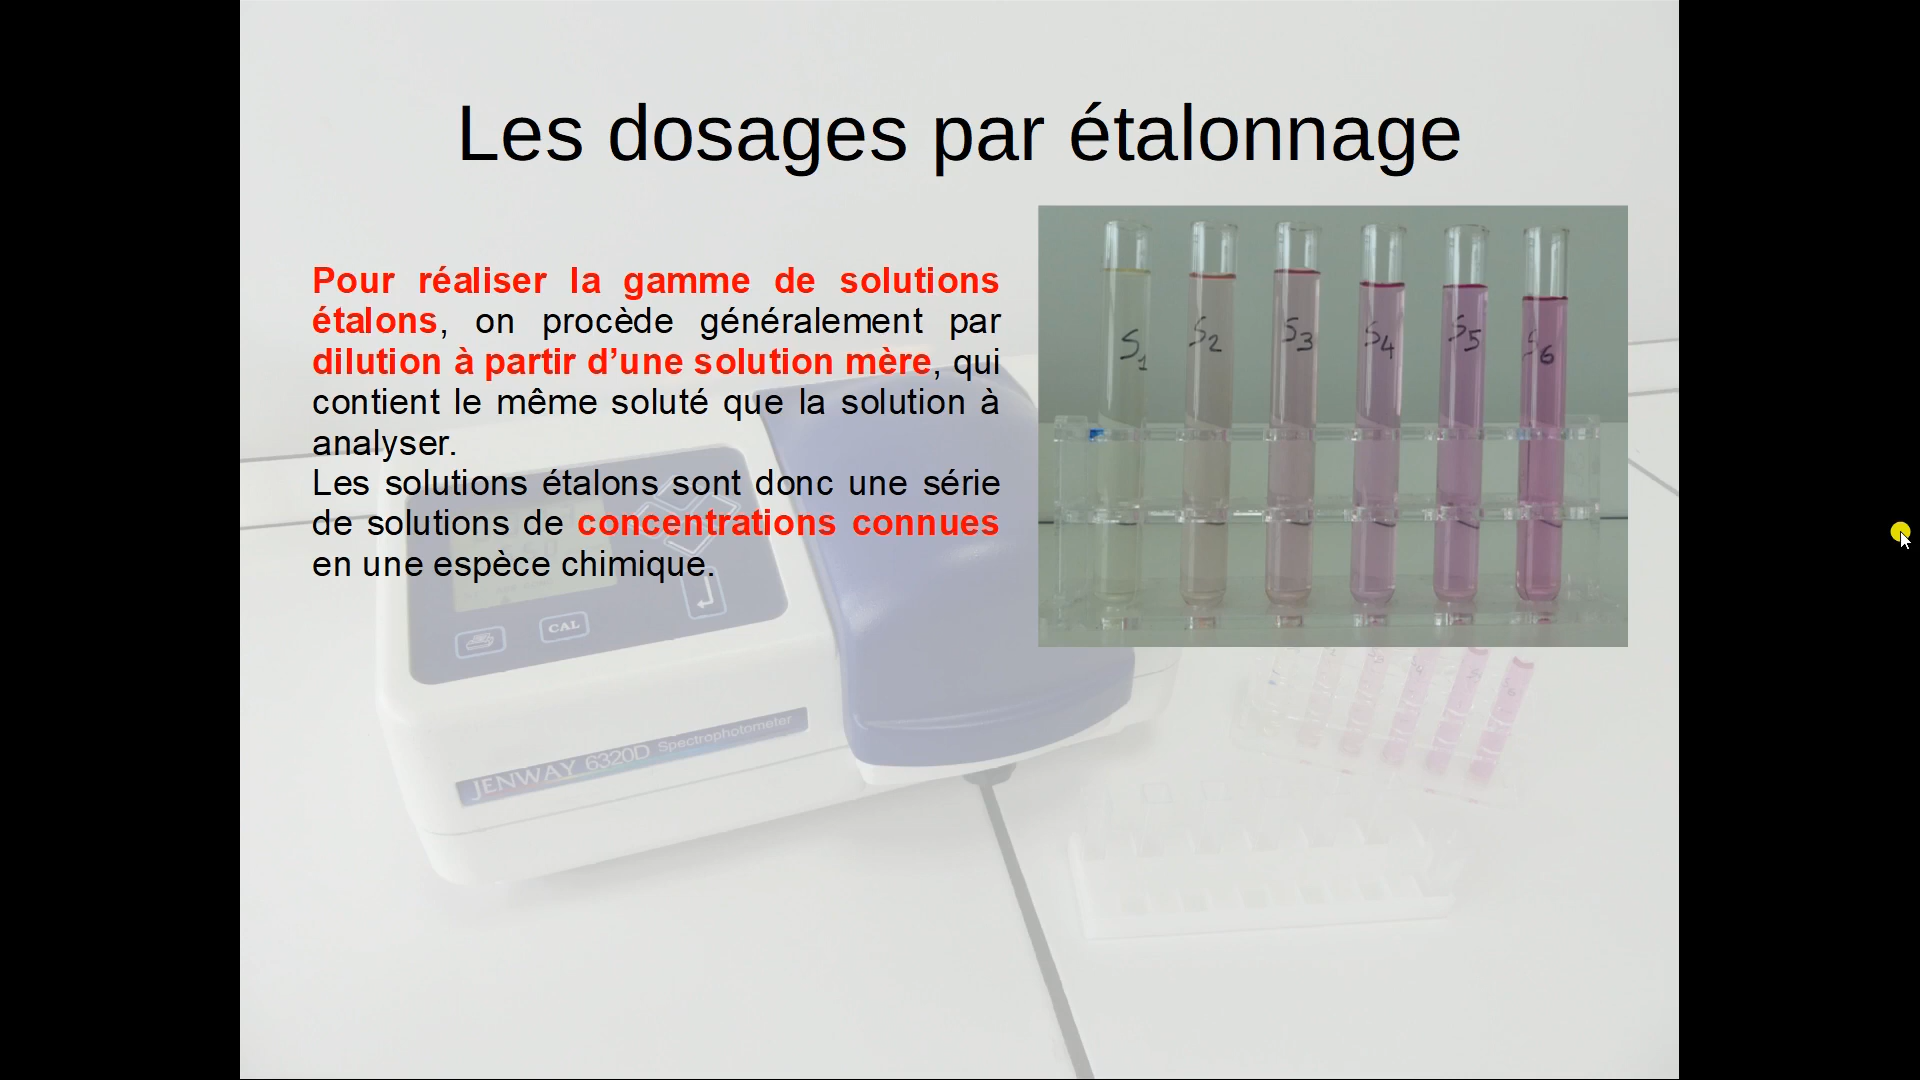 Les dosages par étalonnage
Pour réaliser la gamme de solutions
étalons, on procède généralement par
dilution à partir d’une solution mère, qui
contient le même soluté que la solution à
analyser.
Les solutions étalons sont donc une série
de solutions de concentrations connues
en une espèce chimique.
S1 S2 S3 S4 S5 S6
CAL
JENWAY 6320D Spectrophotometer